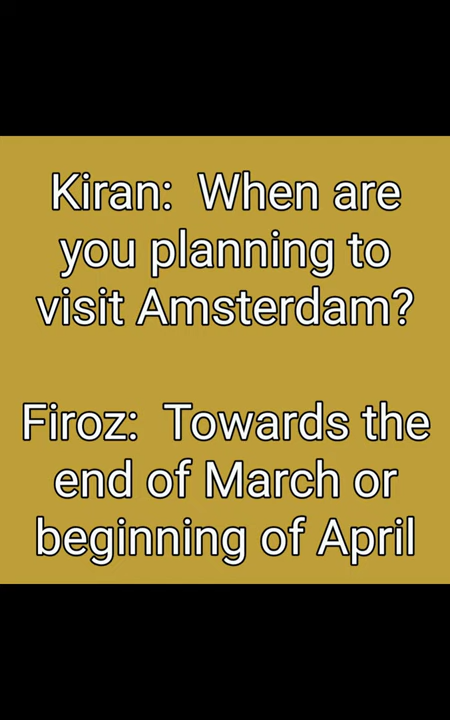 Kiran:  When are
you planning to
visit Amsterdam?
Firoz:  Towards the
end of March or
beginning of April